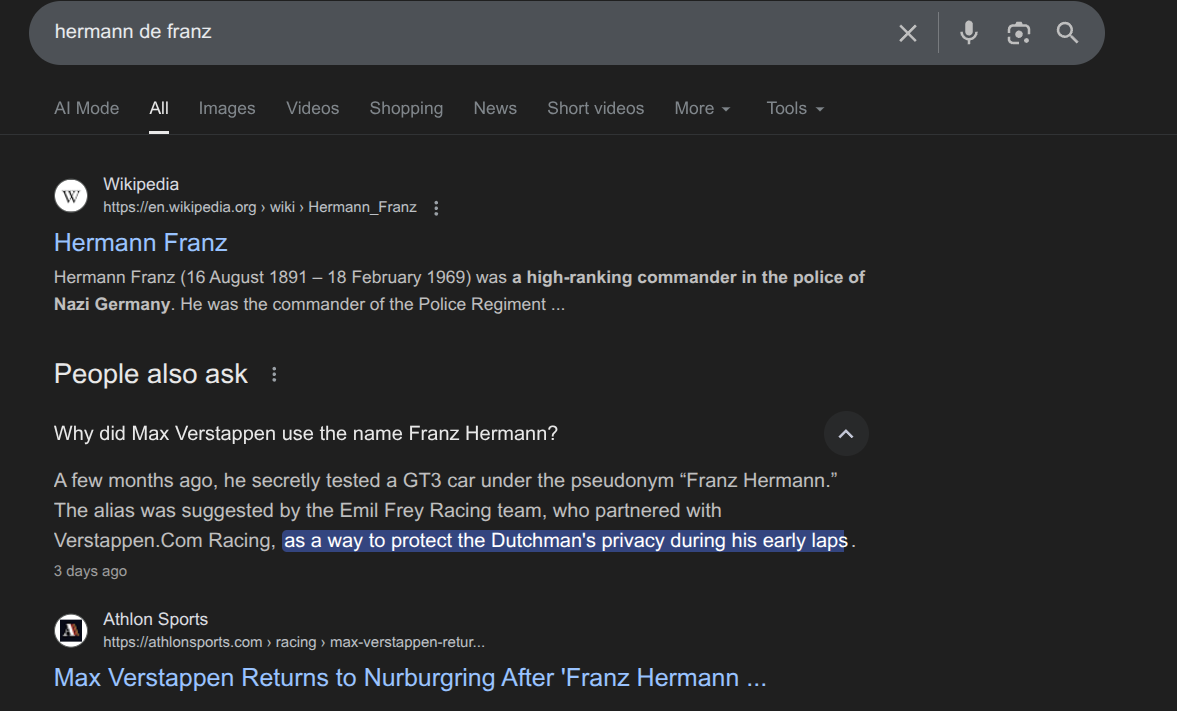 hermann de franz
AI Mode All Images Videos Shopping News Short videos More Tools
W
Wikipedia
https://en.wikipedia.org › wiki › Hermann_Franz
Hermann Franz
Hermann Franz (16 August 1891 – 18 February 1969) was a high-ranking commander in the police of
Nazi Germany. He was the commander of the Police Regiment ...
People also ask
Why did Max Verstappen use the name Franz Hermann?
A few months ago, he secretly tested a GT3 car under the pseudonym “Franz Hermann.”
The alias was suggested by the Emil Frey Racing team, who partnered with
Verstappen.Com Racing, as a way to protect the Dutchman's privacy during his early laps.
3 days ago
Athlon Sports
https://athlonsports.com › racing › max-verstappen-retur...
Max Verstappen Returns to Nurburgring After 'Franz Hermann ...